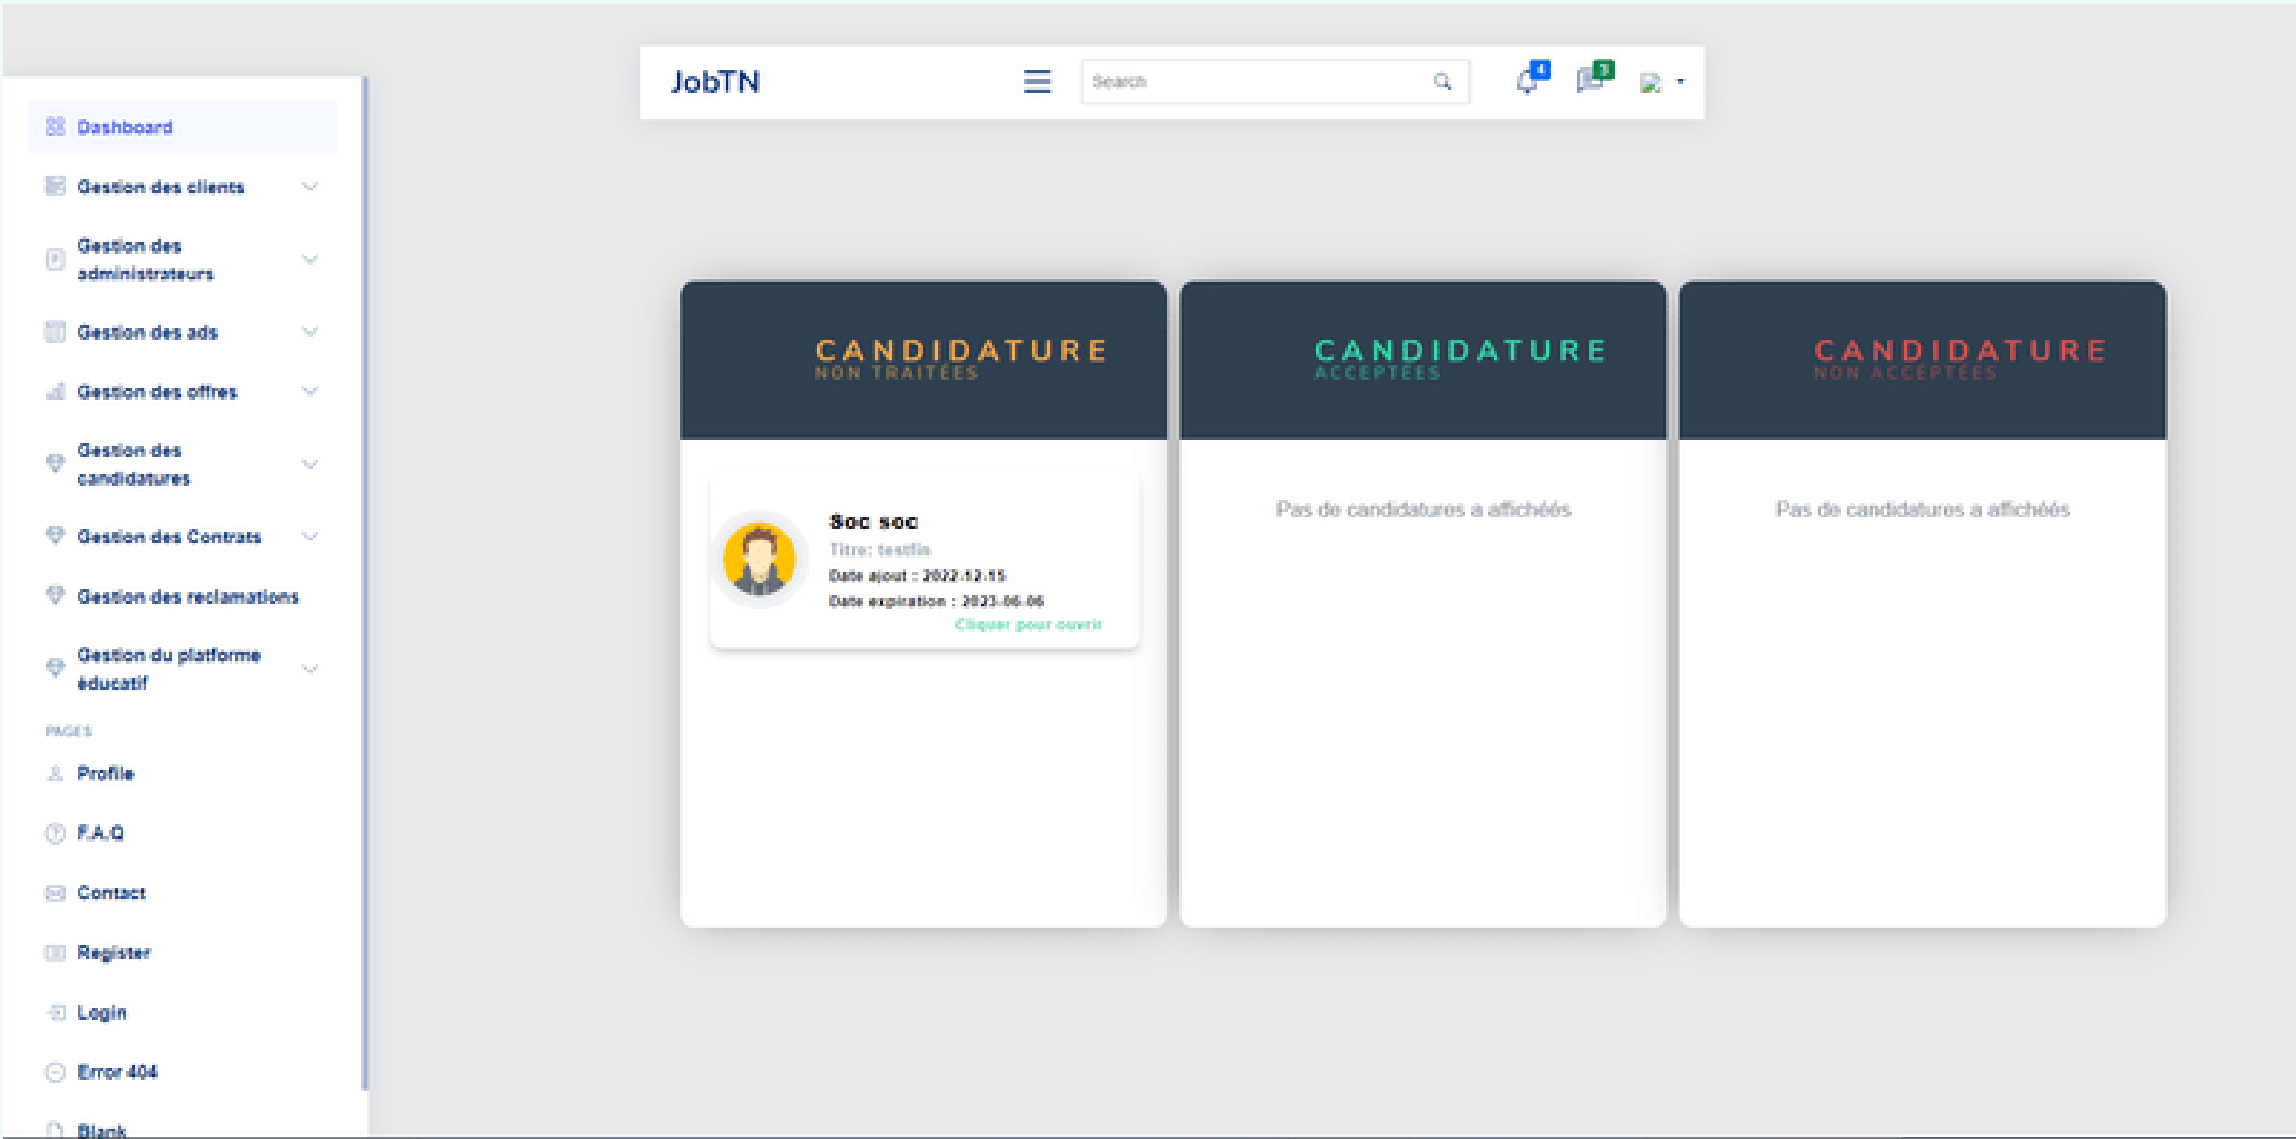 JobTN
Search
4
3
Dashboard
Gestion des clients
Gestion des
administrateurs
Gestion des ads
Gestion des offres
Gestion des
candidatures
Gestion des Contrats
Gestion des reclamations
Gestion du platforme
éducatif
PAGES
Profile
F.A.Q
Contact
Register
Login
Error 404
Blank
CANDIDATURE
NON TRAITÉES
Soc soc
Titre: testfin
Date ajout : 2022-12-15
Date expiration : 2023-06-06
Cliquer pour ouvrir
CANDIDATURE
ACCEPTÉES
Pas de candidatures a affichéés
CANDIDATURE
NON ACCÉPTÉES
Pas de candidatures a affichéés